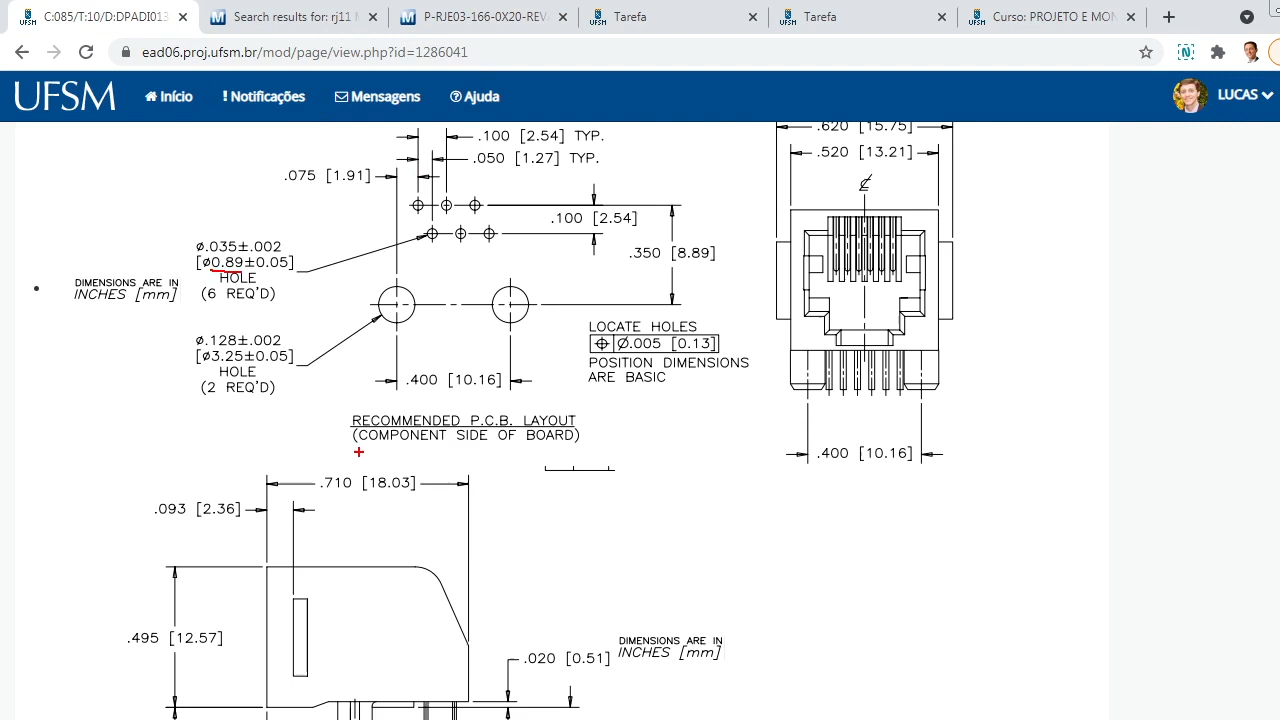 C:085/T:10/D:DPADI013
Search results for: rj11 M
P-RJE03-166-0X20-REV
Tarefa
Tarefa
Curso: PROJETO E MON
ead06.proj.ufsm.br/mod/page/view.php?id=1286041
UFSM
Início
Notificações
Mensagens
Ajuda
LUCAS
.100 [2.54] TYP.
.050 [1.27] TYP.
.075 [1.91]
.100 [2.54]
.350 [8.89]
ø.035±.002
[ø0.89±0.05]
HOLE
(6 REQ'D)
DIMENSIONS ARE IN
INCHES [mm]
ø.128±.002
[ø3.25±0.05]
HOLE
(2 REQ'D)
.400 [10.16]
LOCATE HOLES
⌖ Ø.005 [0.13]
POSITION DIMENSIONS
ARE BASIC
RECOMMENDED P.C.B. LAYOUT
(COMPONENT SIDE OF BOARD)
.620 [15.75]
.520 [13.21]
.400 [10.16]
.710 [18.03]
.093 [2.36]
.495 [12.57]
.020 [0.51]
DIMENSIONS ARE IN
INCHES [mm]